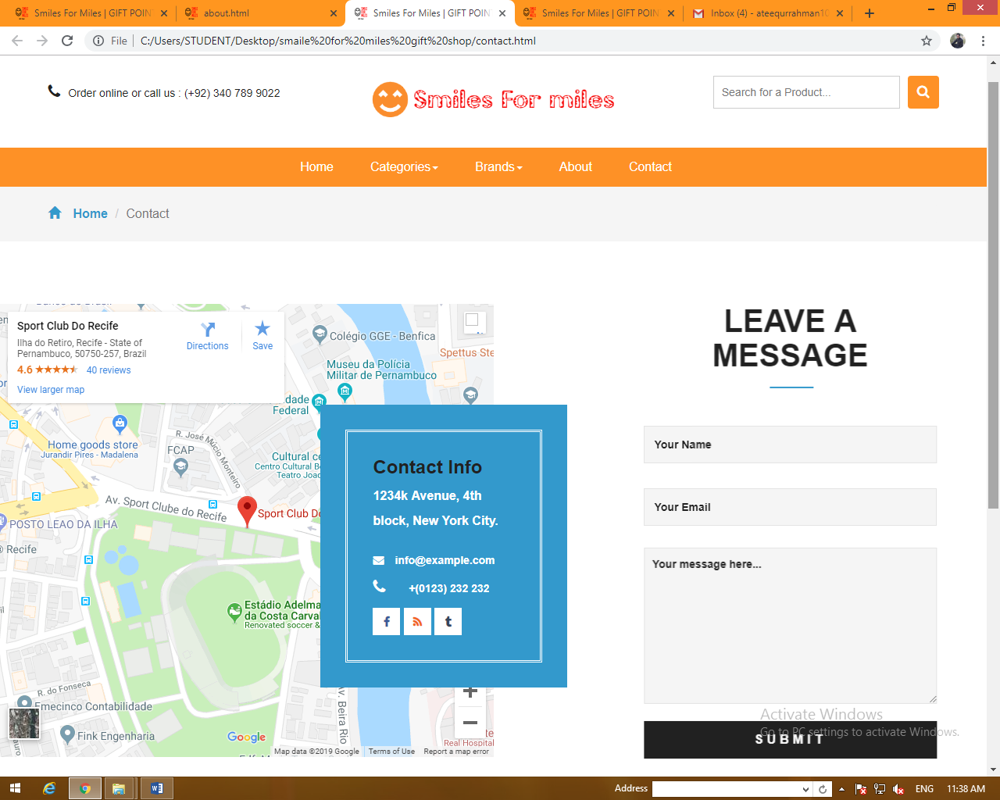 Smiles For Miles | GIFT POIN
about.html
Smiles For Miles | GIFT POIN
Smiles For Miles | GIFT POIN
Inbox (4) - ateequrrahman10
File
C:/Users/STUDENT/Desktop/smaile%20for%20miles%20gift%20shop/contact.html
Order online or call us : (+92) 340 789 9022
Smiles For miles
Search for a Product...
Home
Categories
Brands
About
Contact
Home / Contact
Sport Club Do Recife
Ilha do Retiro, Recife - State of
Pernambuco, 50750-257, Brazil
4.6
40 reviews
View larger map
Directions
Save
Colégio GGE - Benfica
Spettus Ste
Museu da Polícia
Militar de Pernambuco
dade
Federal
Home goods store
Jurandir Pires - Madalena
R. José Múcio Monteiro
FCAP
Cultural ce
Centro Cultural B
Teatro Joac
Av. Sport Clube do Recife
Sport Club Do
POSTO LEAO DA ILHA
Recife
Estádio Adelma
da Costa Carva
Renovated soccer &
R. do Fonseca
Emecinco Contabilidade
Fink Engenharia
Av. Beira Rio
Real Hospital
Google
Map data ©2019 Google
Terms of Use
Report a map error
Contact Info
1234k Avenue, 4th
block, New York City.
info@example.com
+(0123) 232 232
LEAVE A
MESSAGE
Your Name
Your Email
Your message here...
SUBMIT
Activate Windows
Go to PC settings to activate Windows.
Address
ENG
11:38 AM